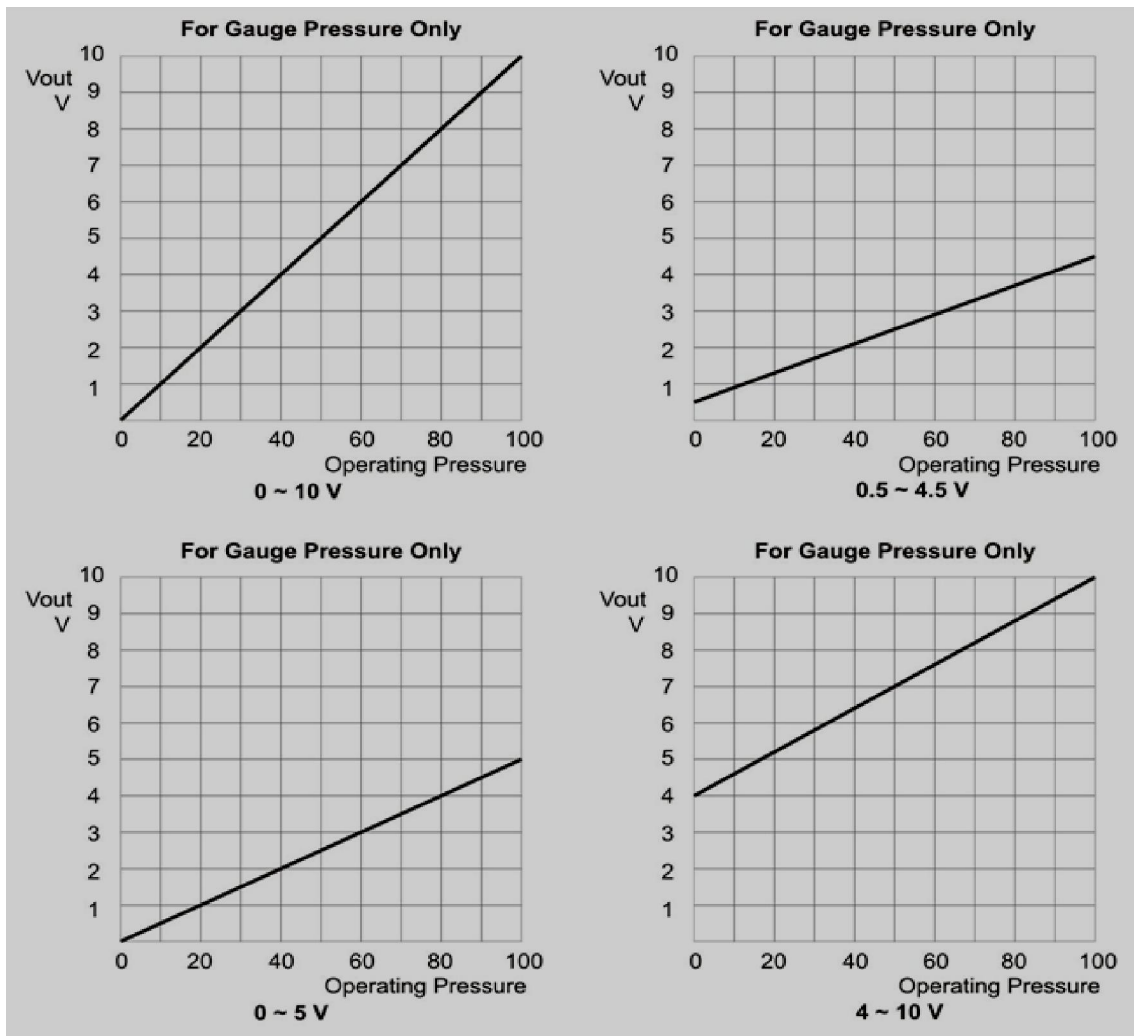 For Gauge Pressure Only
Vout
V
10
9
8
7
6
5
4
3
2
1
0 20 40 60 80 100
Operating Pressure
0 ~ 10 V
For Gauge Pressure Only
Vout
V
10
9
8
7
6
5
4
3
2
1
0 20 40 60 80 100
Operating Pressure
0.5 ~ 4.5 V
For Gauge Pressure Only
Vout
V
10
9
8
7
6
5
4
3
2
1
0 20 40 60 80 100
Operating Pressure
0 ~ 5 V
For Gauge Pressure Only
Vout
V
10
9
8
7
6
5
4
3
2
1
0 20 40 60 80 100
Operating Pressure
4 ~ 10 V